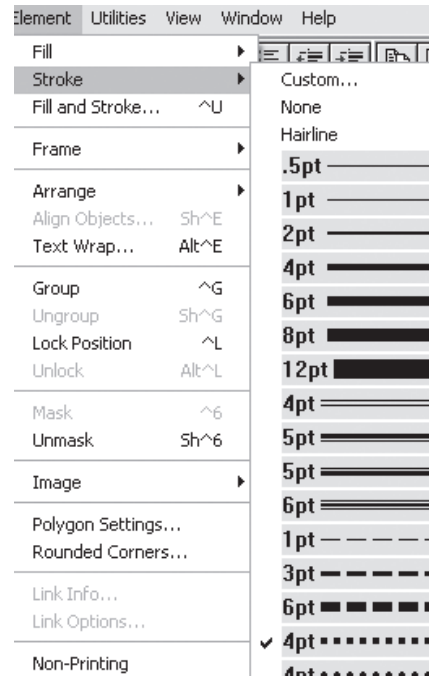 Element Utilities View Window Help
Fill
Stroke
Fill and Stroke... ^U
Frame
Arrange
Align Objects... Sh^E
Text Wrap... Alt^E
Group ^G
Ungroup Sh^G
Lock Position ^L
Unlock Alt^L
Mask ^6
Unmask Sh^6
Image
Polygon Settings...
Rounded Corners...
Link Info...
Link Options...
Non-Printing
Custom...
None
Hairline
.5pt
1pt
2pt
4pt
6pt
8pt
12pt
4pt
5pt
5pt
6pt
1pt
3pt
6pt
4pt
4pt